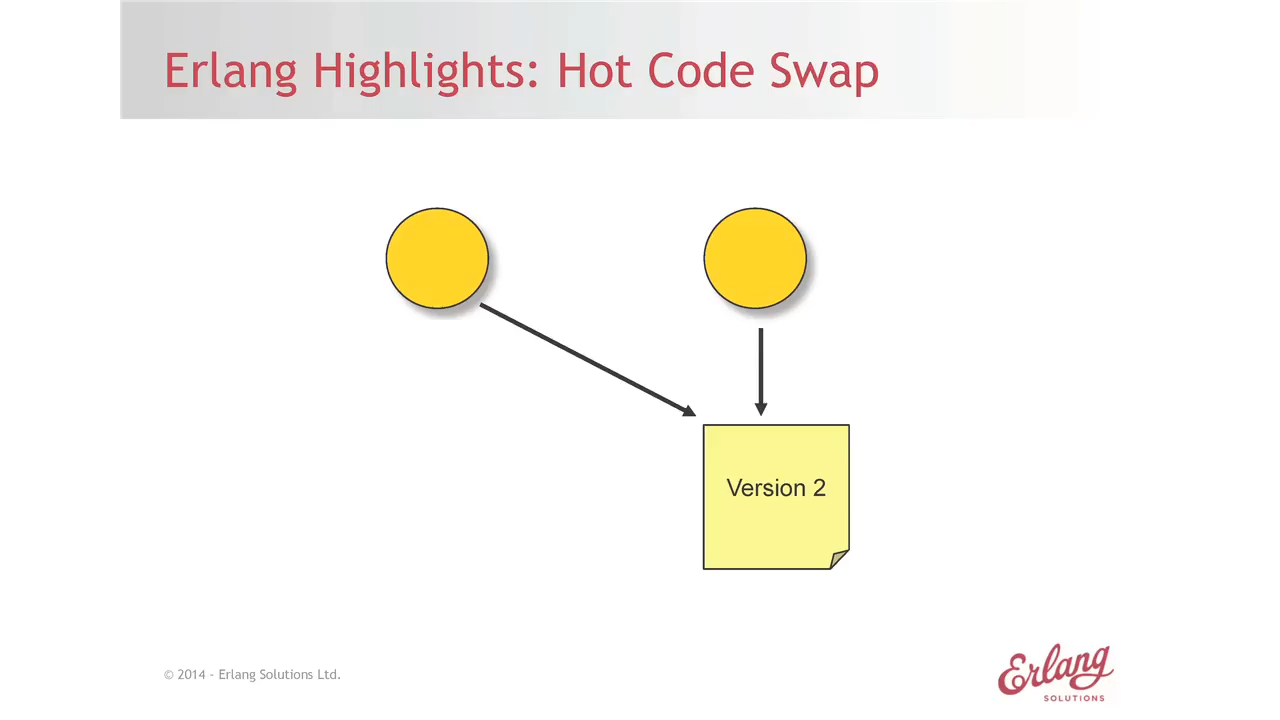 Erlang Highlights: Hot Code Swap
Version 2
© 2014 - Erlang Solutions Ltd.
Erlang
SOLUTIONS